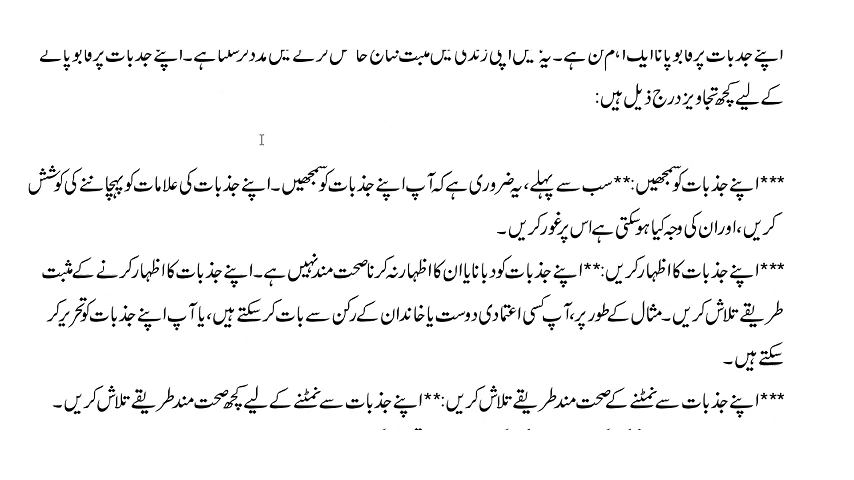 اپنے جذبات پر قابو پانا ایک اہم فن ہے۔ یہ میں اپنی زندگی میں مثبت نتائج حاصل کرنے میں مدد کر سکتا ہے۔ اپنے جذبات پر قابو پانے
کے لیے کچھ تجاویز درج ذیل ہیں:
***اپنے جذبات کو سمجھیں:**سب سے پہلے، یہ ضروری ہے کہ آپ اپنے جذبات کو سمجھیں۔ اپنے جذبات کی علامات کو پہچاننے کی کوشش
کریں، اور ان کی وجہ کیا ہو سکتی ہے اس پر غور کریں۔
***اپنے جذبات کا اظہار کریں:**اپنے جذبات کو دبانا یا ان کا اظہار نہ کرنا صحت مند نہیں ہے۔ اپنے جذبات کا اظہار کرنے کے مثبت
طریقے تلاش کریں۔ مثال کے طور پر، آپ کسی اعتمادی دوست یا خاندان کے رکن سے بات کر سکتے ہیں، یا آپ اپنے جذبات کو تحریر کر
سکتے ہیں۔
***اپنے جذبات سے نمٹنے کے صحت مند طریقے تلاش کریں:**اپنے جذبات سے نمٹنے کے لیے کچھ صحت مند طریقے تلاش کریں۔